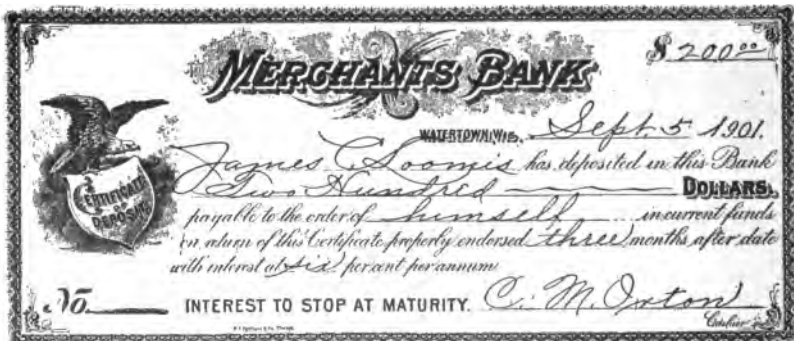 $ 200.00
MERCHANTS BANK
WATERTOWN, WIS. Sept. 5 1901.
James C. Loomis has deposited in this Bank
Two Hundred DOLLARS.
CERTIFICATE
OF
DEPOSIT
payable to the order of himself in current funds
on return of this Certificate properly endorsed three months after date
with interest at six per cent per annum
No. INTEREST TO STOP AT MATURITY. C. M. Orton
Cashier